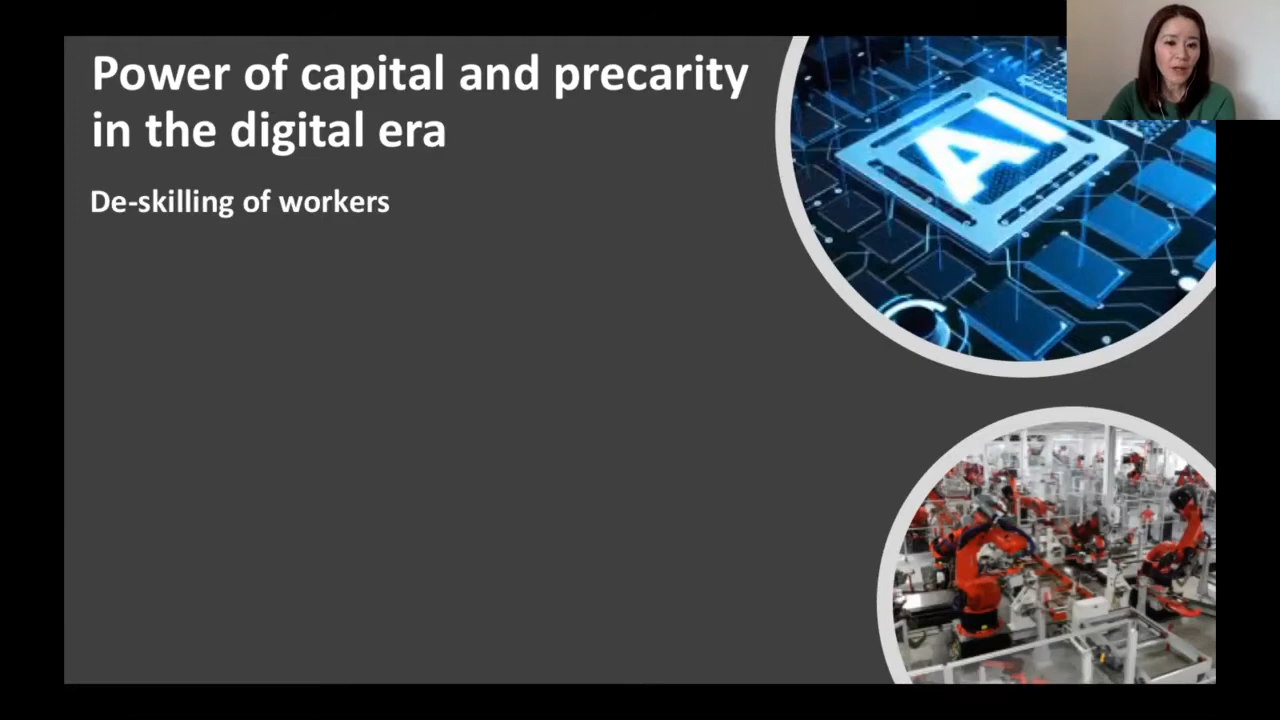 Power of capital and precarity
in the digital era
De-skilling of workers
AI